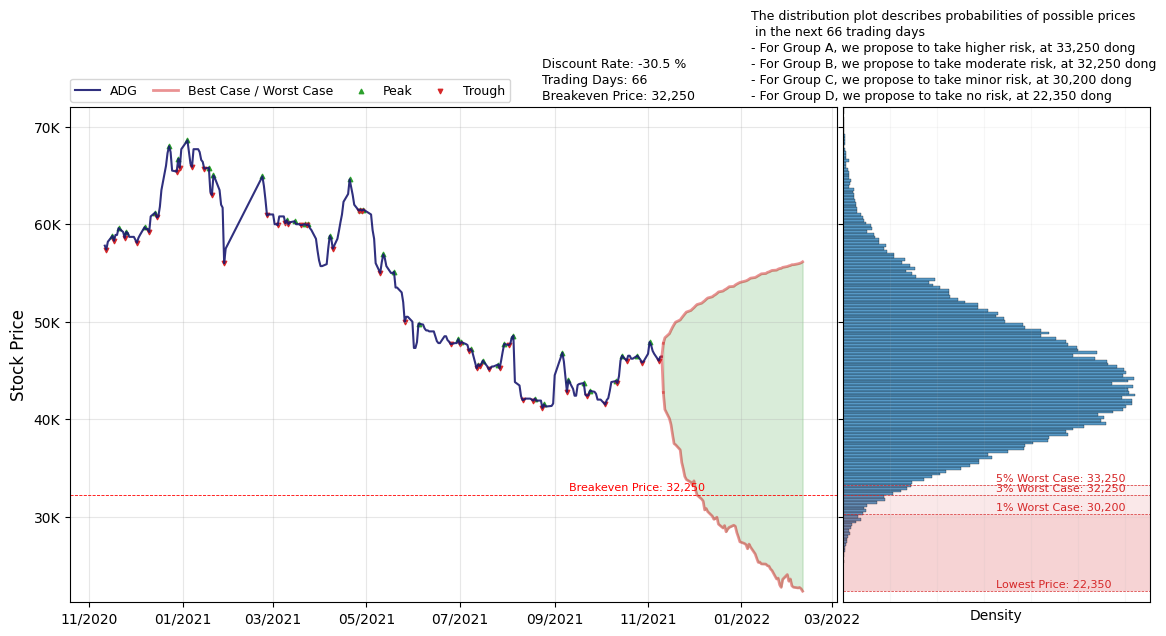 The distribution plot describes probabilities of possible prices
in the next 66 trading days
- For Group A, we propose to take higher risk, at 33,250 dong
- For Group B, we propose to take moderate risk, at 32,250 dong
- For Group C, we propose to take minor risk, at 30,200 dong
- For Group D, we propose to take no risk, at 22,350 dong
Discount Rate: -30.5 %
Trading Days: 66
Breakeven Price: 32,250
ADG
Best Case / Worst Case
Peak
Trough
Stock Price
70K
60K
50K
40K
30K
Breakeven Price: 32,250
11/2020
01/2021
03/2021
05/2021
07/2021
09/2021
11/2021
01/2022
03/2022
5% Worst Case: 33,250
3% Worst Case: 32,250
1% Worst Case: 30,200
Lowest Price: 22,350
Density